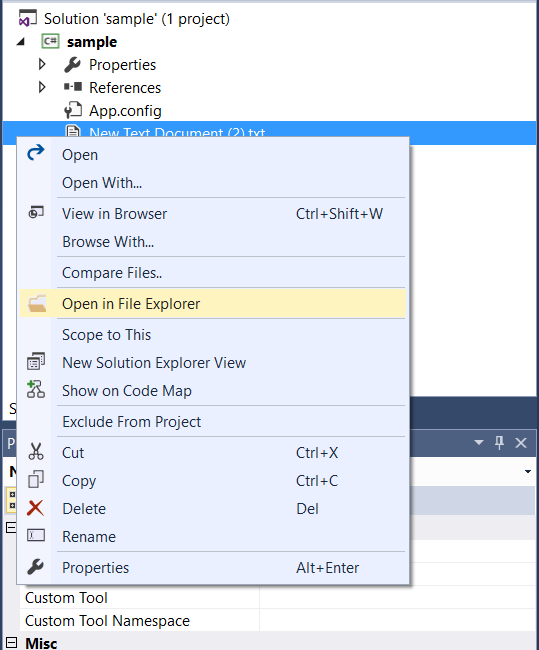 Solution 'sample' (1 project)
C# sample
Properties
References
App.config
New Text Document (2).txt
Open
Open With...
View in Browser Ctrl+Shift+W
Browse With...
Compare Files..
Open in File Explorer
Scope to This
New Solution Explorer View
Show on Code Map
Exclude From Project
Cut Ctrl+X
Copy Ctrl+C
Delete Del
Rename
Properties Alt+Enter
Custom Tool
Custom Tool Namespace
Misc